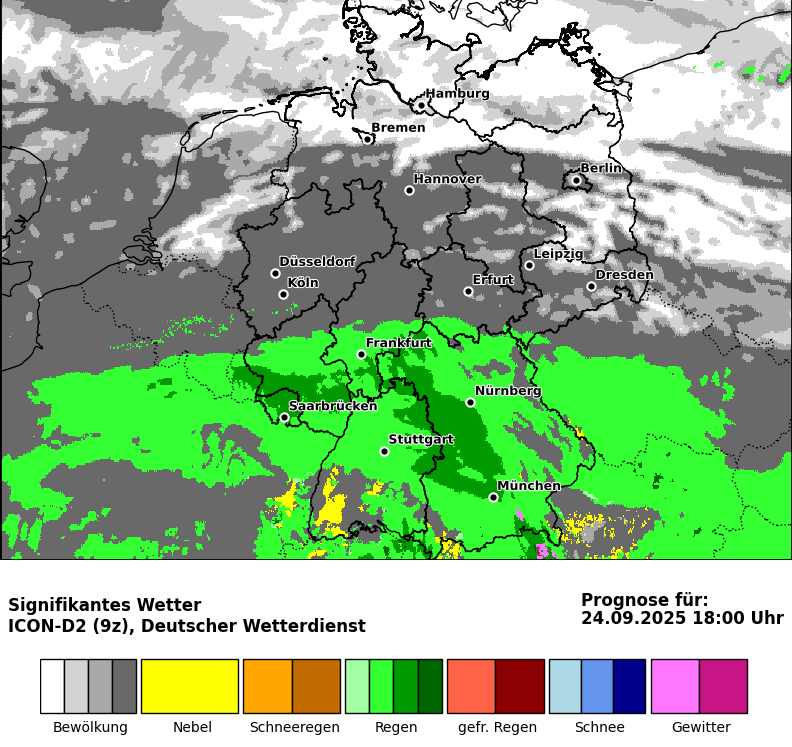 Hamburg
Bremen
Berlin
Hannover
Leipzig
Düsseldorf
Dresden
Köln
Erfurt
Frankfurt
Nürnberg
Saarbrücken
Stuttgart
München
Signifikantes Wetter
ICON-D2 (9z), Deutscher Wetterdienst
Prognose für:
24.09.2025 18:00 Uhr
Bewölkung
Nebel
Schneeregen
Regen
gefr. Regen
Schnee
Gewitter